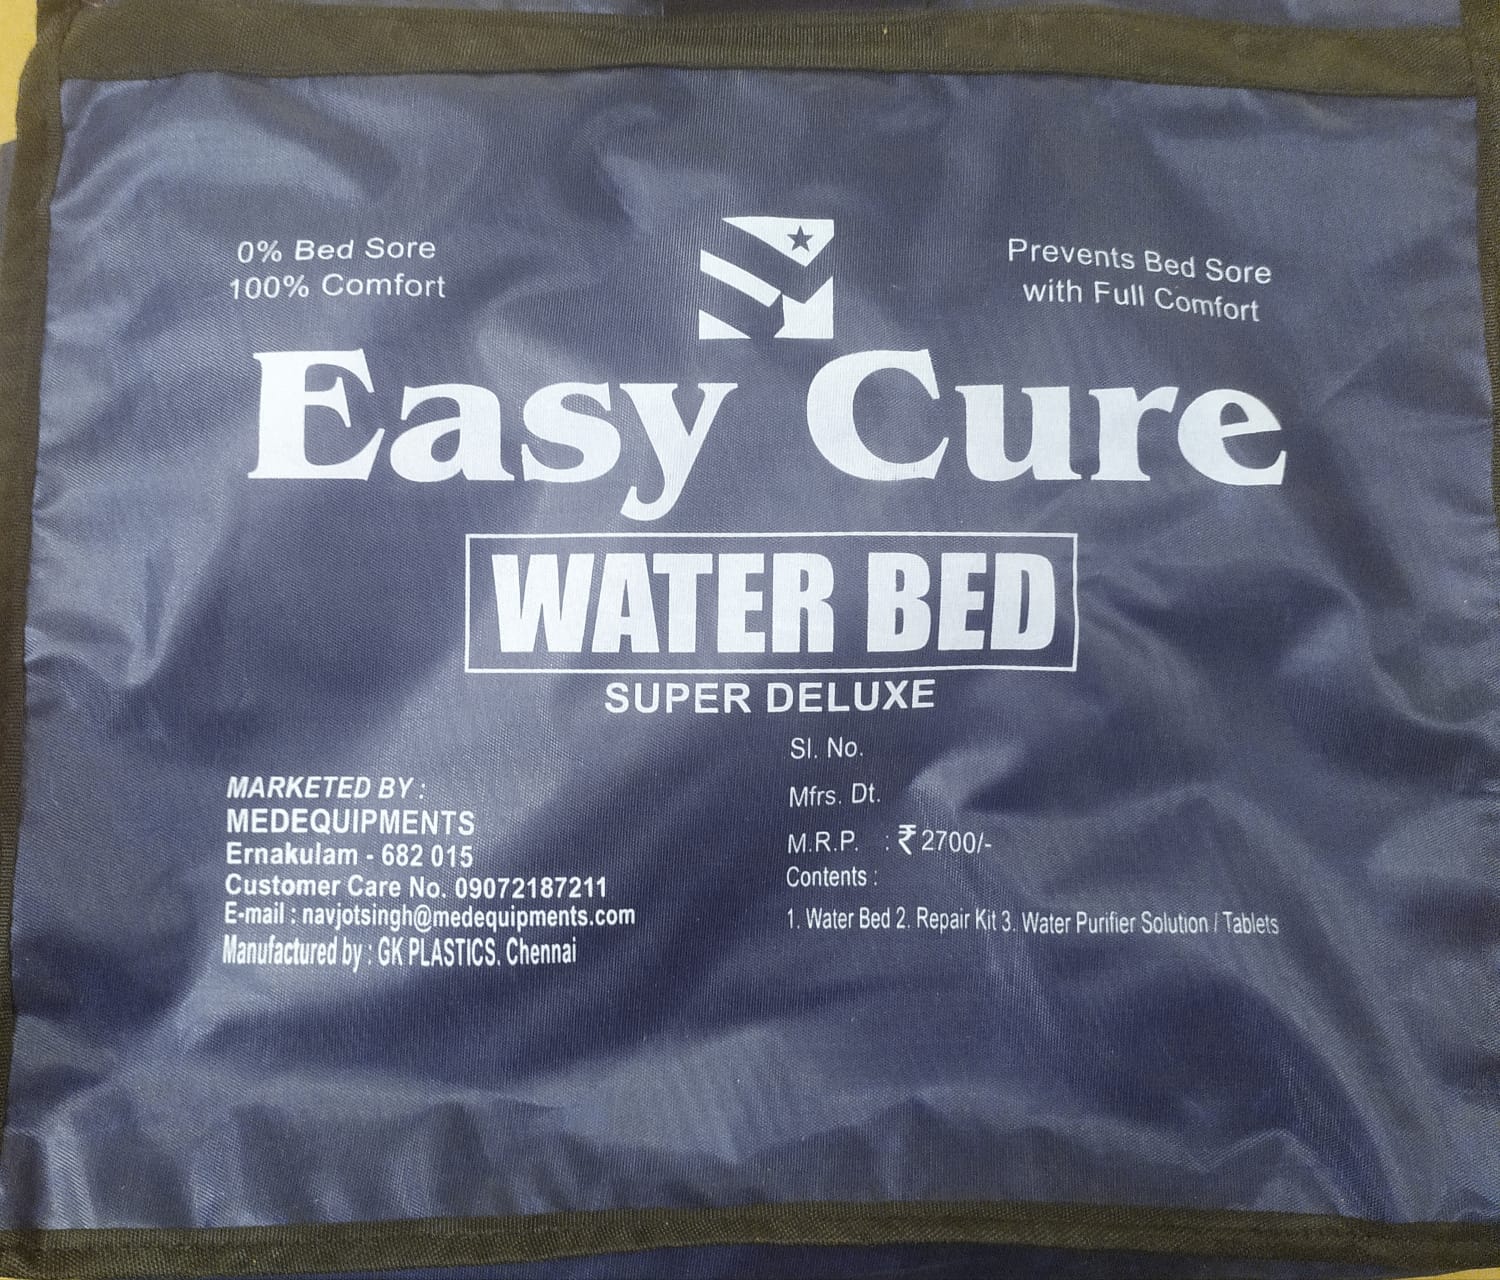 0% Bed Sore
100% Comfort
Prevents Bed Sore
with Full Comfort
Easy Cure
WATER BED
SUPER DELUXE
MARKETED BY :
MEDEQUIPMENTS
Ernakulam - 682 015
Customer Care No. 09072187211
E-mail : navjotsingh@medequipments.com
Manufactured by : GK PLASTICS. Chennai
Sl. No.
Mfrs. Dt.
M.R.P. : ₹ 2700/-
Contents :
1. Water Bed 2. Repair Kit 3. Water Purifier Solution / Tablets